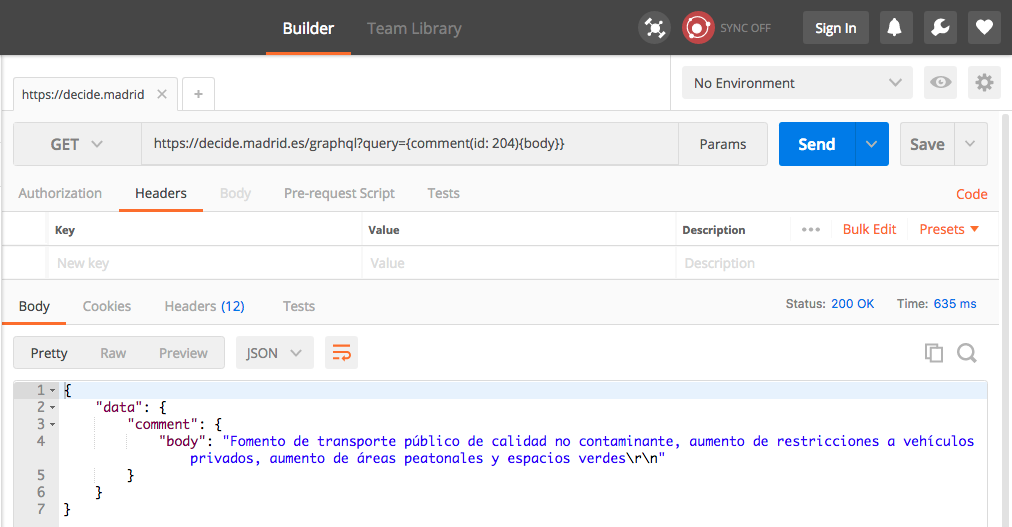 Builder Team Library SYNC OFF Sign In
https://decide.madrid No Environment
GET https://decide.madrid.es/graphql?query={comment(id: 204){body}} Params Send Save
Authorization Headers Body Pre-request Script Tests Code
Key Value Description Bulk Edit Presets
New key Value Description
Body Cookies Headers (12) Tests Status: 200 OK Time: 635 ms
Pretty Raw Preview JSON
1 {
2 "data": {
3 "comment": {
4 "body": "Fomento de transporte público de calidad no contaminante, aumento de restricciones a vehículos
privados, aumento de áreas peatonales y espacios verdes\r\n"
5 }
6 }
7 }